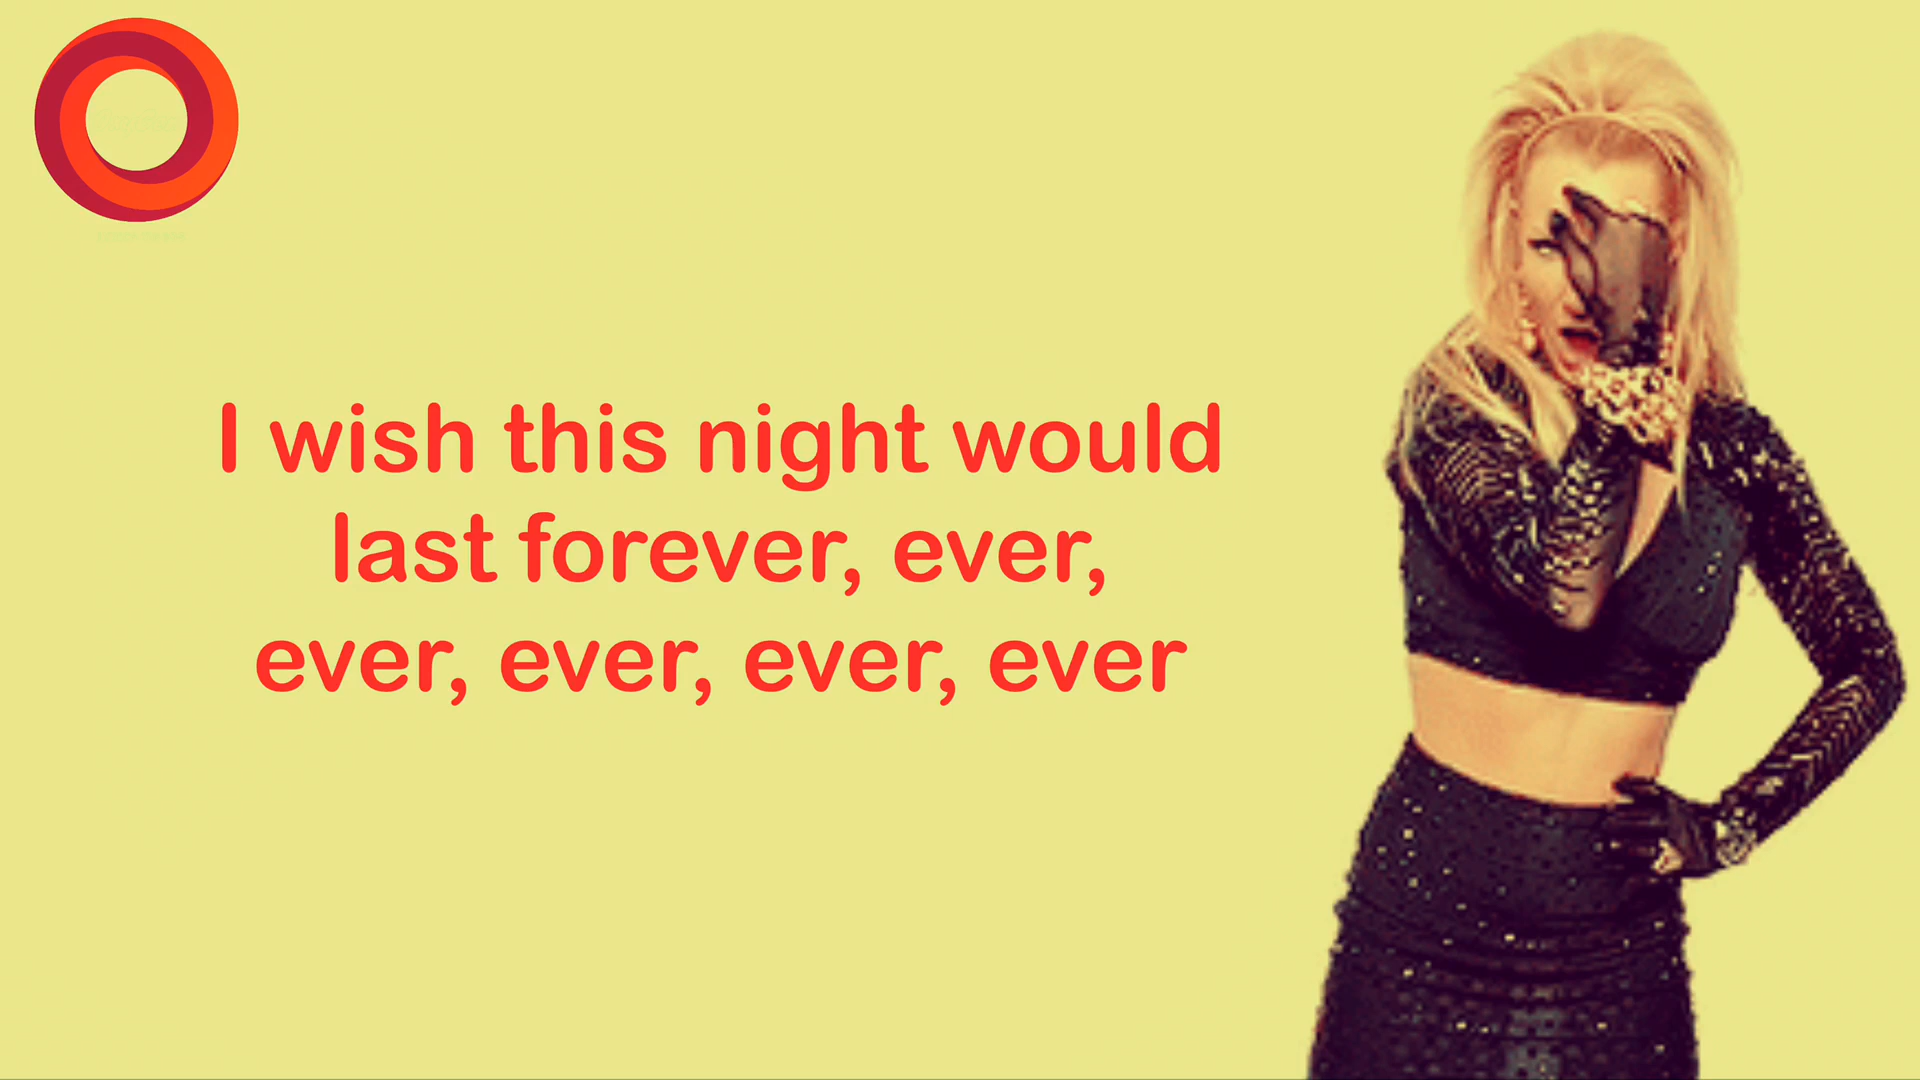 I wish this night would
last forever, ever,
ever, ever, ever, ever